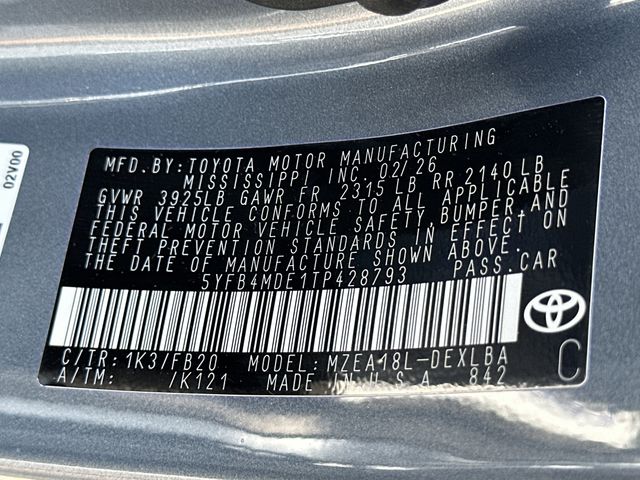 02V00
MFD. BY: TOYOTA MOTOR MANUFACTURING
MISSISSIPPI INC. 02/26
GVWR 3925LB GAWR FR 2315 LB RR 2140 LB
THIS VEHICLE CONFORMS TO ALL APPLICABLE
FEDERAL MOTOR VEHICLE SAFETY, BUMPER, AND
THEFT PREVENTION STANDARDS IN EFFECT ON
THE DATE OF MANUFACTURE SHOWN ABOVE.
5YFB4MDE1TP428793 PASS. CAR
C/TR: 1K3/FB20 MODEL: MZEA18L-DEXLBA
A/TM: /K121 MADE IN U.S.A. 842
C